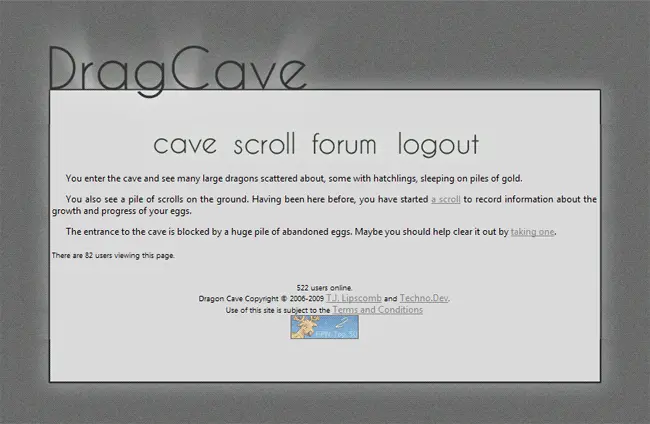 DragCave
cave scroll forum logout
You enter the cave and see many large dragons scattered about, some with hatchlings, sleeping on piles of gold.
You also see a pile of scrolls on the ground. Having been here before, you have started a scroll to record information about the
growth and progress of your eggs.
The entrance to the cave is blocked by a huge pile of abandoned eggs. Maybe you should help clear it out by taking one.
There are 82 users viewing this page.
522 users online.
Dragon Cave Copyright © 2006-2009 T.J. Lipscomb and Techno.Dev.
Use of this site is subject to the Terms and Conditions